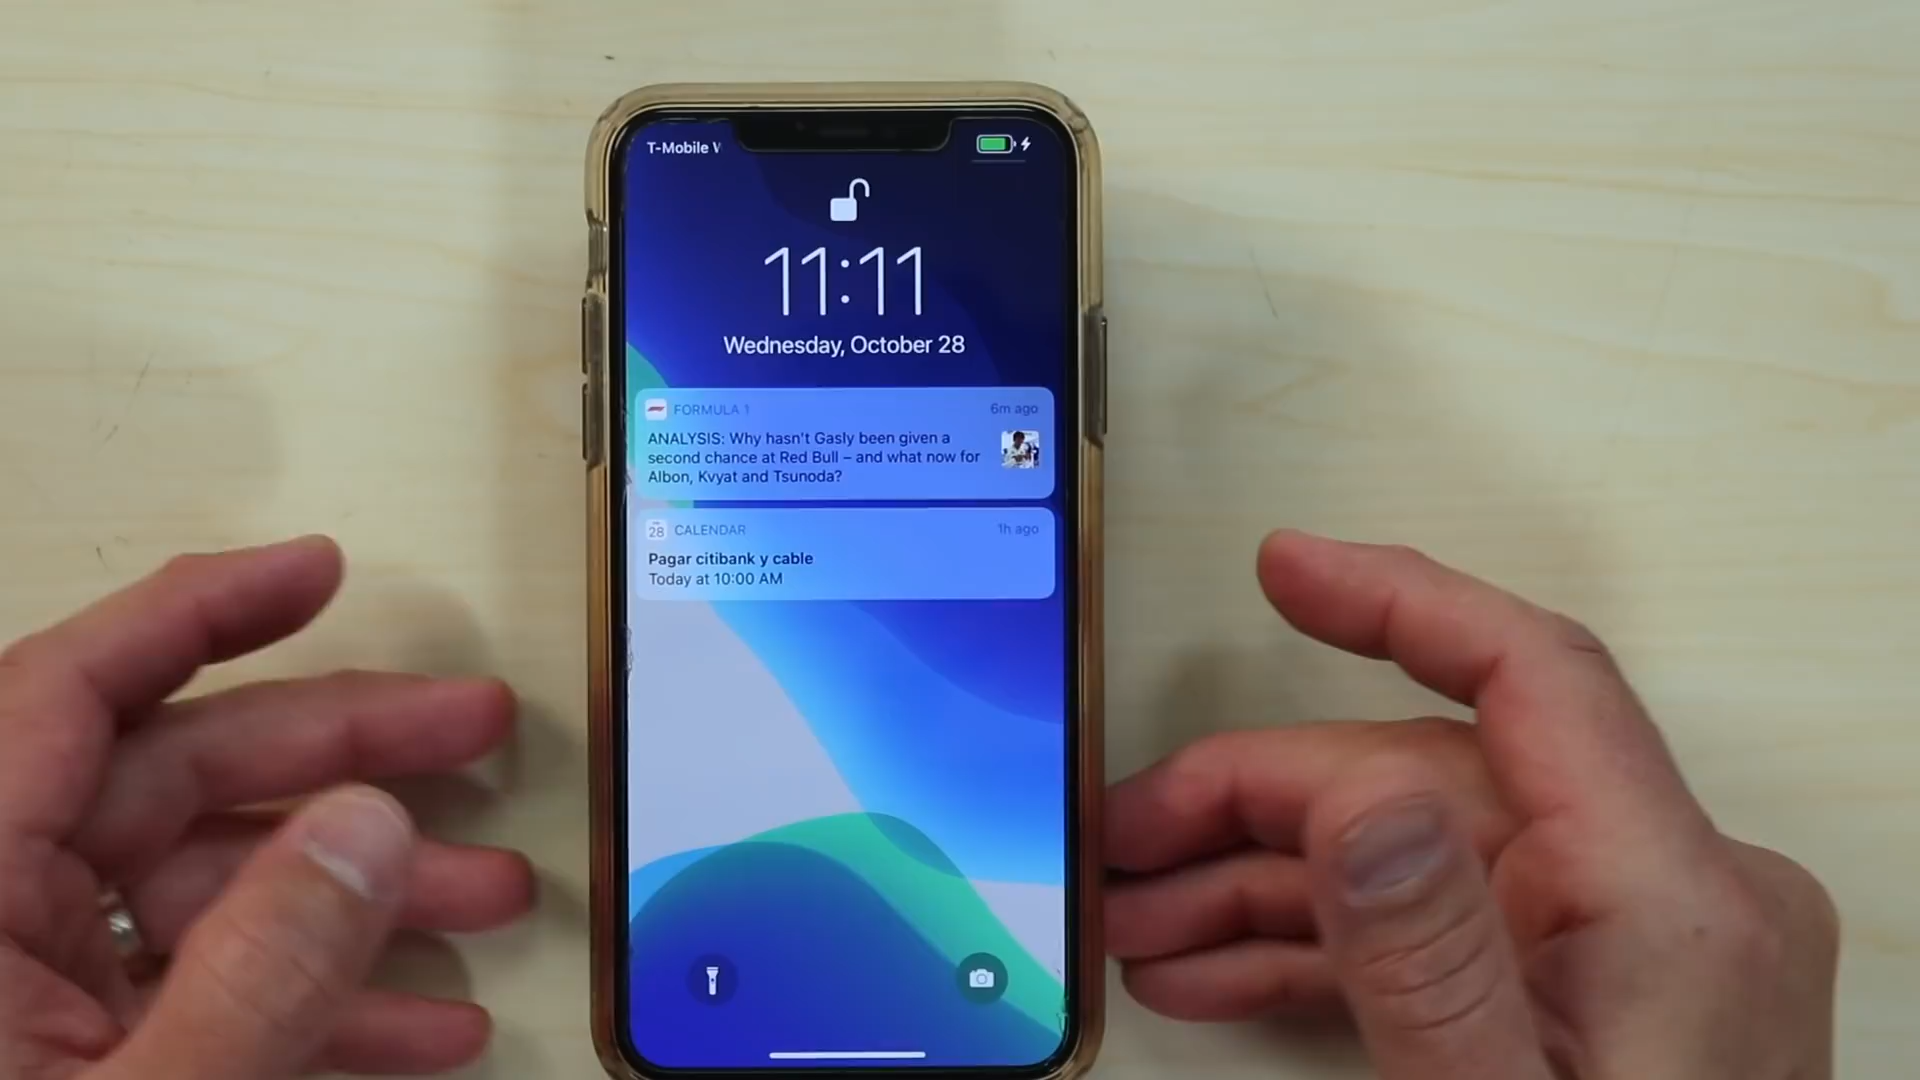 T-Mobile
11:11
Wednesday, October 28
FORMULA 1
6m ago
ANALYSIS: Why hasn't Gasly been given a
second chance at Red Bull – and what now for
Albon, Kvyat and Tsunoda?
28
CALENDAR
1h ago
Pagar citibank y cable
Today at 10:00 AM